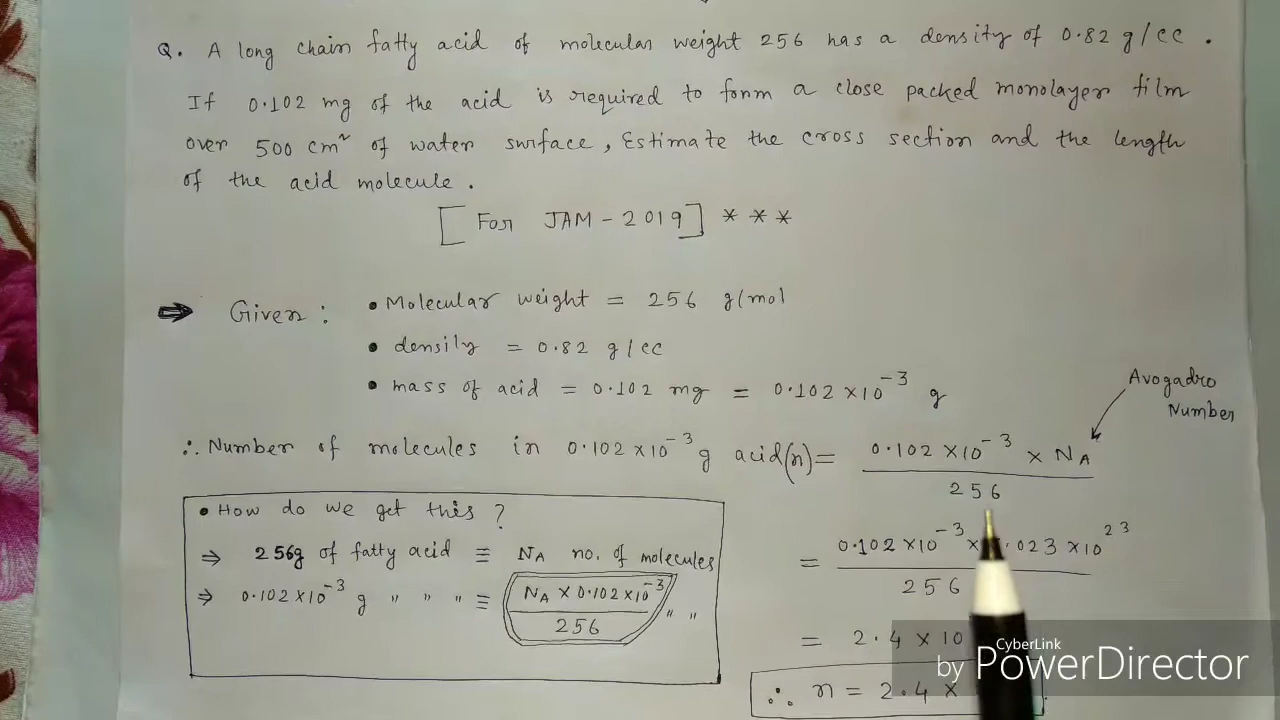 Q. A long chain fatty acid of molecular weight 256 has a density of 0.82 g/cc.
If 0.102 mg of the acid is required to form a close packed monolayer film
over 500 cm² of water surface, Estimate the cross section and the length
of the acid molecule.
[For JAM-2019] ***
⇒ Given: • Molecular weight = 256 g/mol
• density = 0.82 g/cc
• mass of acid = 0.102 mg = 0.102 × 10⁻³ g
Avogadro
Number
∴ Number of molecules in 0.102×10⁻³ g acid(n) = 0.102 × 10⁻³ × N_A / 256
• How do we get this ?
⇒ 256g of fatty acid ≡ N_A no. of molecules
⇒ 0.102×10⁻³ g " " " ≡ N_A × 0.102×10⁻³ / 256 " "
= 0.102 × 10⁻³ × .023 × 10²³ / 256
= 2.4 × 10
∴ n = 2.4 ×
CyberLink
by PowerDirector